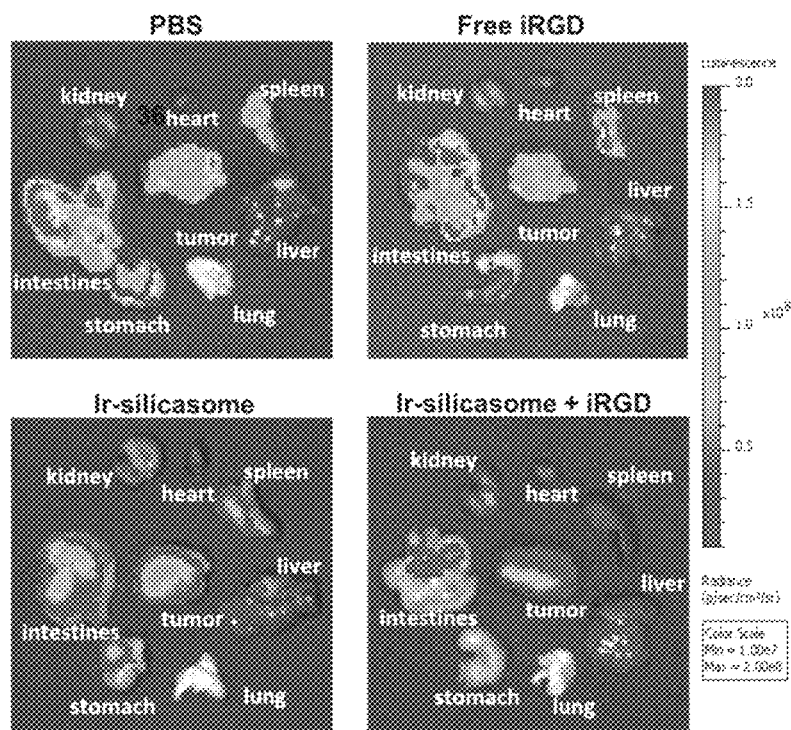 PBS
kidney
36
heart
spleen
tumor
liver
intestines
stomach
lung
Free iRGD
kidney
heart
spleen
liver
tumor
intestines
stomach
lung
Ir-silicasome
kidney
heart
spleen
liver
tumor
intestines
stomach
lung
Ir-silicasome + iRGD
kidney
heart
spleen
liver
tumor
intestines
stomach
lung
Luminescence
2.0
1.5
1.0
x10⁸
0.5
Radiance
(p/sec/cm²/sr)
Color Scale
Min = 1.00e7
Max = 2.00e8